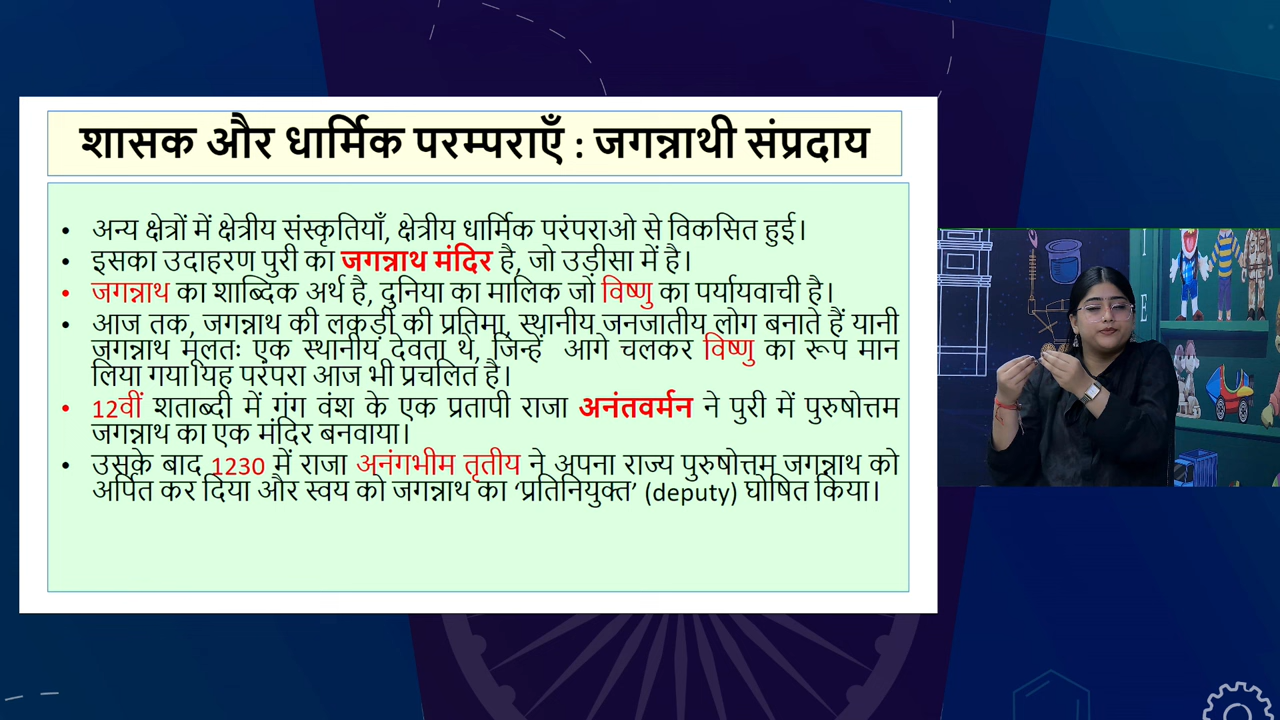 शासक और धार्मिक परम्पराएँ : जगन्नाथी संप्रदाय
• अन्य क्षेत्रों में क्षेत्रीय संस्कृतियाँ, क्षेत्रीय धार्मिक परंपराओ से विकसित हुई।
• इसका उदाहरण पुरी का जगन्नाथ मंदिर है, जो उड़ीसा में है।
• जगन्नाथ का शाब्दिक अर्थ है, दुनिया का मालिक जो विष्णु का पर्यायवाची है।
• आज तक, जगन्नाथ की लकड़ी की प्रतिमा, स्थानीय जनजातीय लोग बनाते हैं यानी
जगन्नाथ मूलतः एक स्थानीय देवता थे, जिन्हें आगे चलकर विष्णु का रूप मान
लिया गया।यह परंपरा आज भी प्रचलित है।
• 12वीं शताब्दी में गंग वंश के एक प्रतापी राजा अनंतवर्मन ने पुरी में पुरुषोत्तम
जगन्नाथ का एक मंदिर बनवाया।
• उसके बाद 1230 में राजा अनंगभीम तृतीय ने अपना राज्य पुरुषोत्तम जगन्नाथ को
अर्पित कर दिया और स्वयं को जगन्नाथ का ‘प्रतिनियुक्त’ (deputy) घोषित किया।
I
E